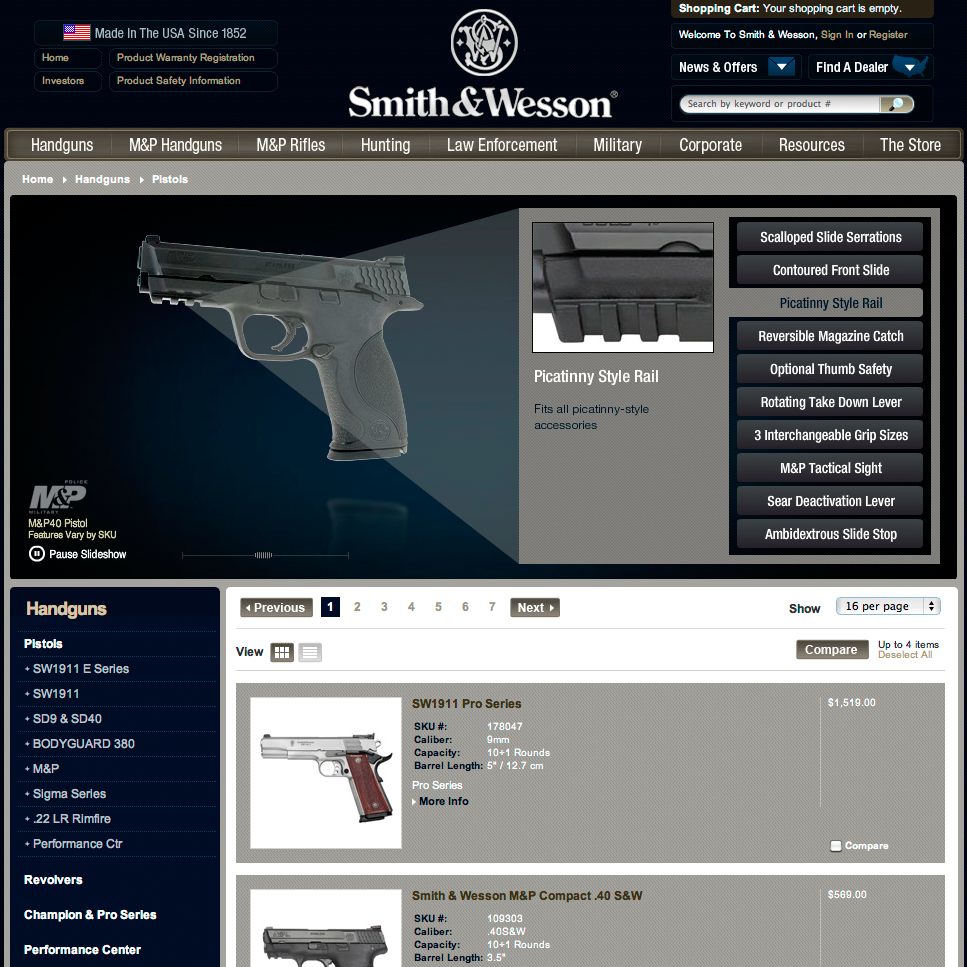 Made In The USA Since 1852
Home
Product Warranty Registration
Investors
Product Safety Information
Smith & Wesson®
Shopping Cart: Your shopping cart is empty.
Welcome To Smith & Wesson, Sign In or Register
News & Offers
Find A Dealer
Search by keyword or product #
Handguns
M&P Handguns
M&P Rifles
Hunting
Law Enforcement
Military
Corporate
Resources
The Store
Home
Handguns
Pistols
Picatinny Style Rail
Fits all picatinny-style
accessories
Scalloped Slide Serrations
Contoured Front Slide
Picatinny Style Rail
Reversible Magazine Catch
Optional Thumb Safety
Rotating Take Down Lever
3 Interchangeable Grip Sizes
M&P Tactical Sight
Sear Deactivation Lever
Ambidextrous Slide Stop
POLICE
M&P
MILITARY
M&P40 Pistol
Features Vary by SKU
Pause Slideshow
Handguns
Pistols
+ SW1911 E Series
+ SW1911
+ SD9 & SD40
+ BODYGUARD 380
+ M&P
+ Sigma Series
+ .22 LR Rimfire
+ Performance Ctr
Revolvers
Champion & Pro Series
Performance Center
Previous 1 2 3 4 5 6 7 Next
Show 16 per page
View
Compare
Up to 4 items
Deselect All
SW1911 Pro Series
SKU #: 178047
Caliber: 9mm
Capacity: 10+1 Rounds
Barrel Length: 5" / 12.7 cm
Pro Series
More Info
$1,519.00
Compare
Smith & Wesson M&P Compact .40 S&W
SKU #: 109303
Caliber: .40S&W
Capacity: 10+1 Rounds
Barrel Length: 3.5"
$569.00